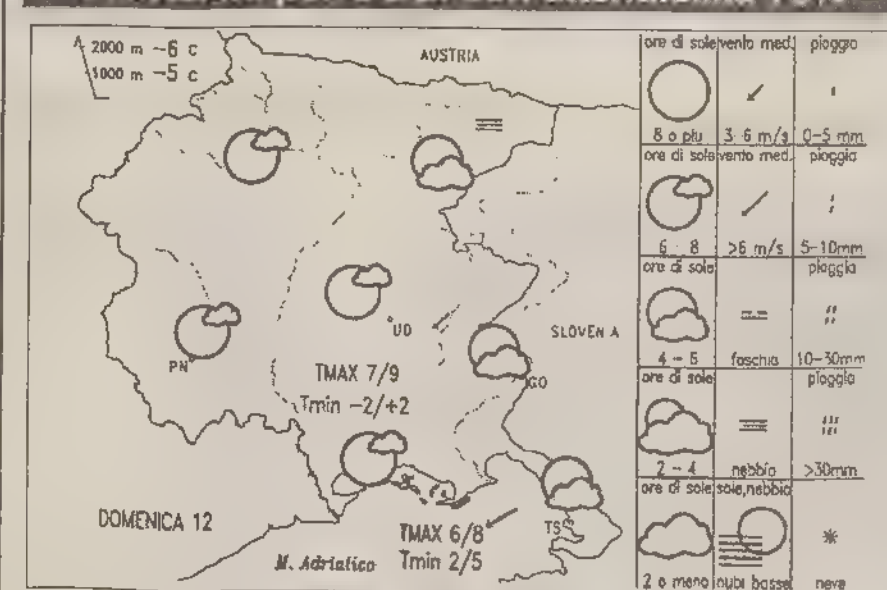 2000 m -6 c
1000 m -5 c
AUSTRIA
UD
SLOVEN A
PN
GO
TMAX 7/9
Tmin -2/+2
DOMENICA 12
TMAX 6/8
Tmin 2/5
TS
M. Adriatico
ore di sole vento med. pioggia
8 o piu 3-6 m/s 0-5 mm
ore di sole vento med. pioggia
6 - 8 >6 m/s 5-10mm
ore di sole pioggia
4 - 6 foschia 10-30mm
ore di sole pioggia
2 - 4 nebbia >30mm
ore di sole sole,nebbia
2 o meno nubi basse neve